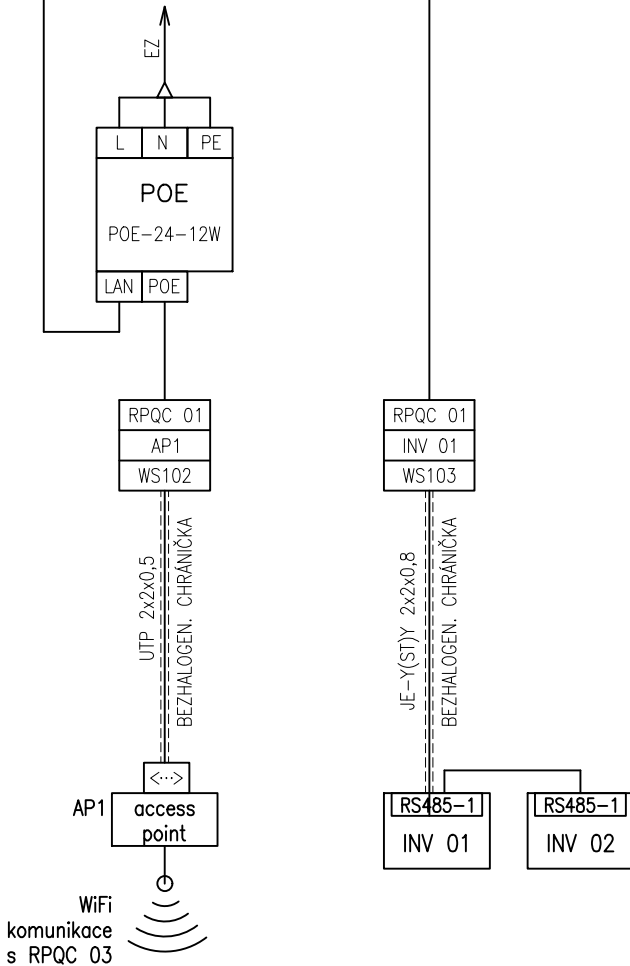 EZ
L N PE
POE
POE-24-12W
LAN POE
RPQC 01
AP1
WS102
RPQC 01
INV 01
WS103
UTP 2x2x0,5
BEZHALOGEN. CHRÁNIČKA
JE-Y(ST)Y 2x2x0,8
BEZHALOGEN. CHRÁNIČKA
<···>
AP1
access
point
RS485-1
INV 01
RS485-1
INV 02
WiFi
komunikace
s RPQC 03